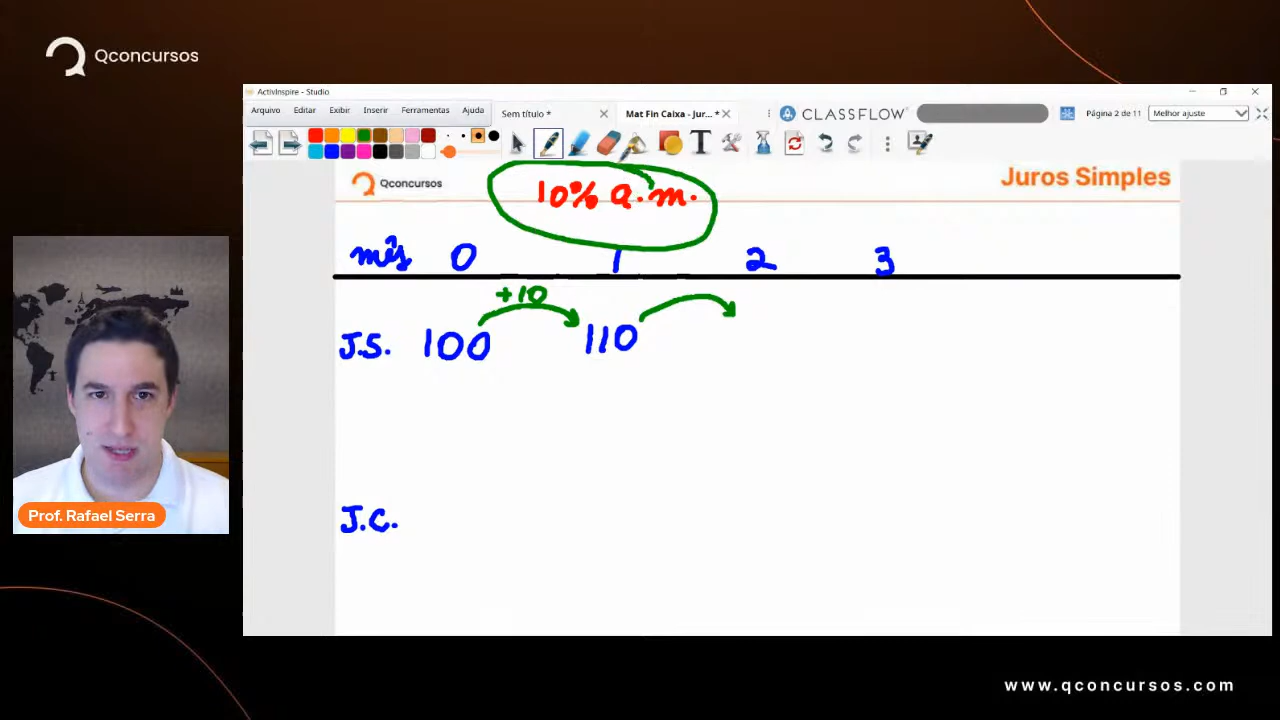 Qconcursos
ActivInspire - Studio
Arquivo Editar Exibir Inserir Ferramentas Ajuda
Sem título * Mat Fin Caixa - Jur... * CLASSFLOW Página 2 de 11 Melhor ajuste
Qconcursos
10% a.m.
Juros Simples
mês 0 1 2 3
+10
J.S. 100 110
Prof. Rafael Serra
J.C.
www.qconcursos.com